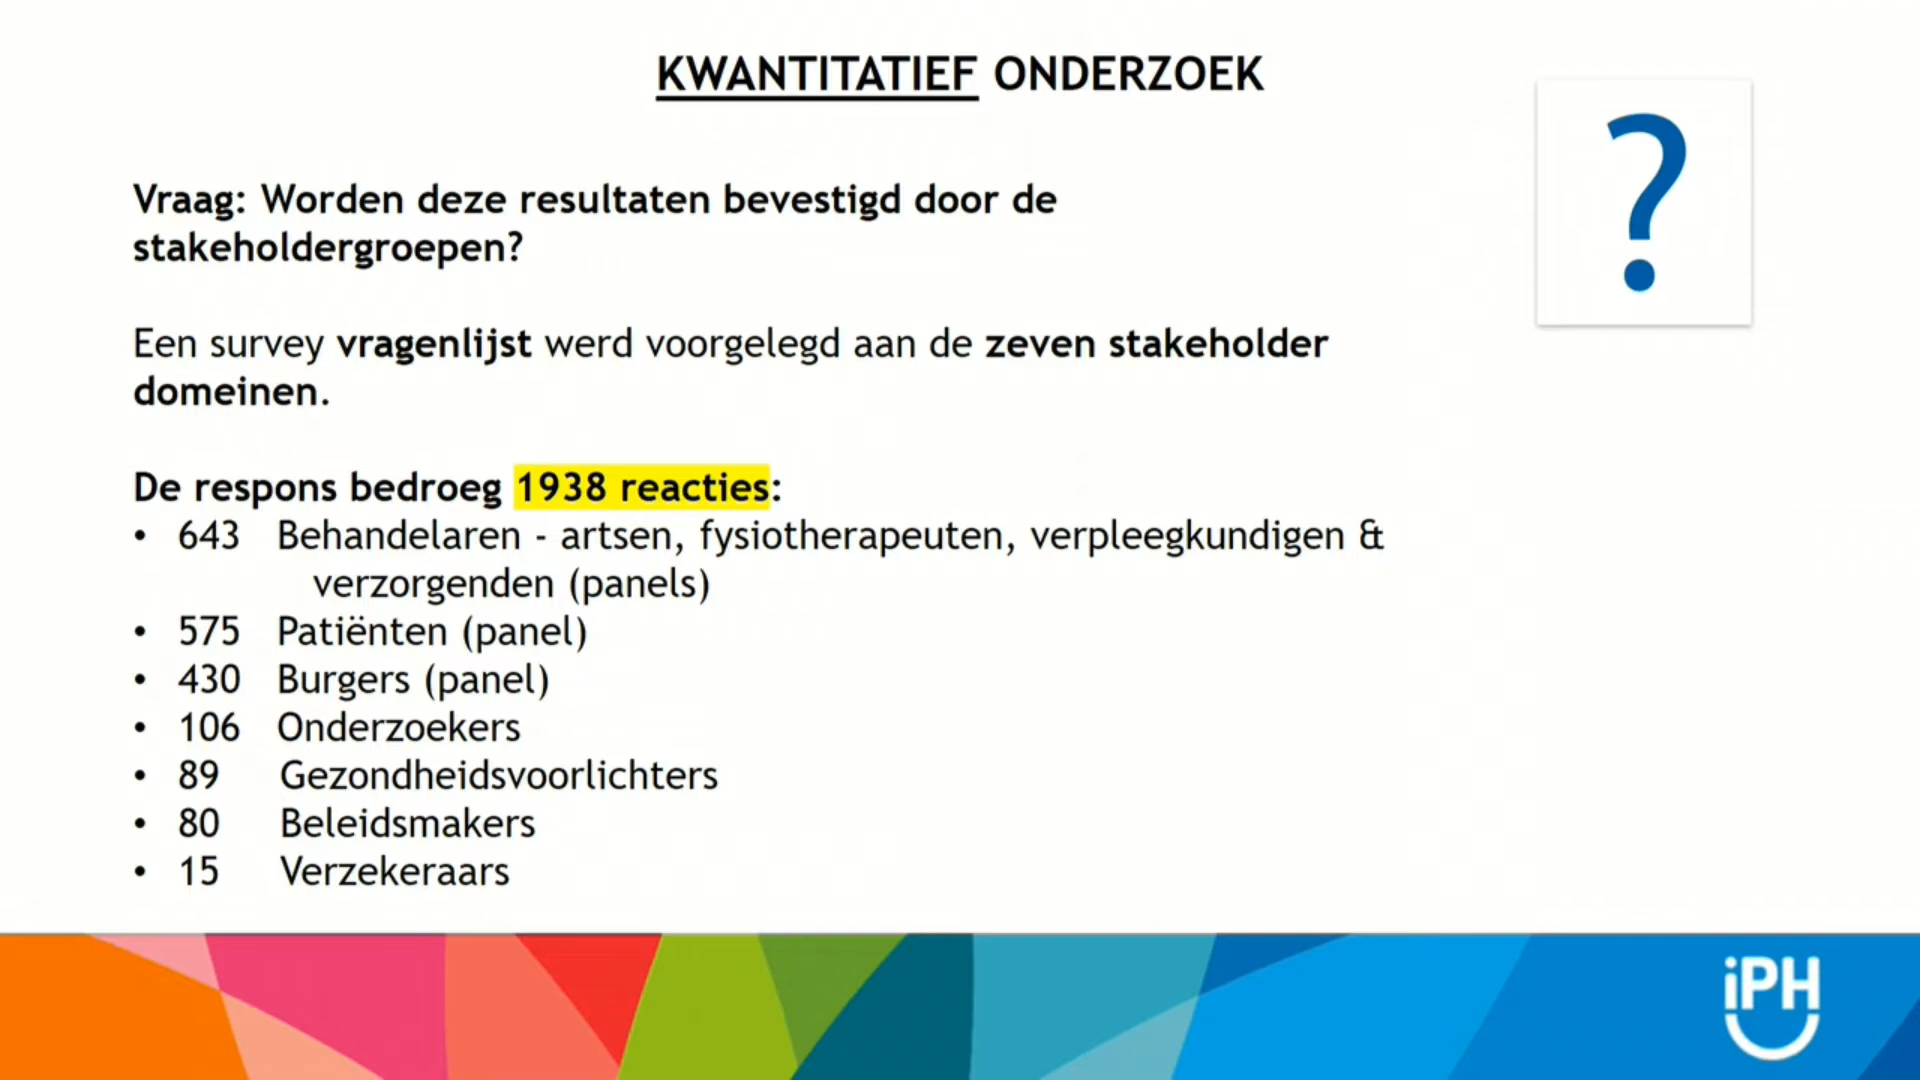 KWANTITATIEF ONDERZOEK
?
Vraag: Worden deze resultaten bevestigd door de
stakeholdergroepen?
Een survey vragenlijst werd voorgelegd aan de zeven stakeholder
domeinen.
De respons bedroeg 1938 reacties:
• 643 Behandelaren - artsen, fysiotherapeuten, verpleegkundigen &
verzorgenden (panels)
• 575 Patiënten (panel)
• 430 Burgers (panel)
• 106 Onderzoekers
• 89 Gezondheidsvoorlichters
• 80 Beleidsmakers
• 15 Verzekeraars
iPH